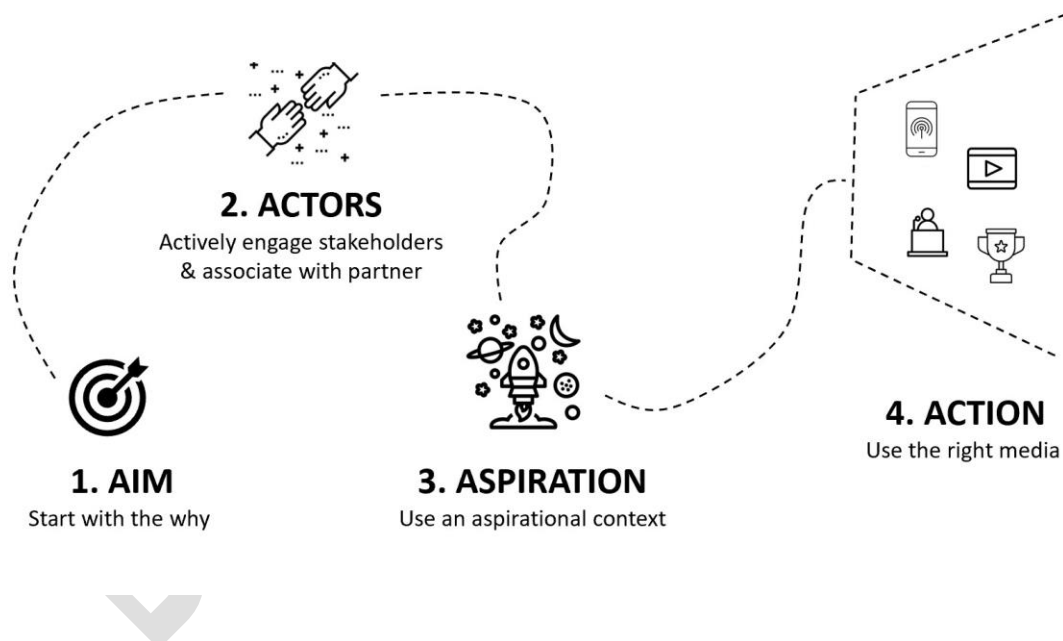 2. ACTORS
Actively engage stakeholders
& associate with partner
1. AIM
Start with the why
3. ASPIRATION
Use an aspirational context
4. ACTION
Use the right media